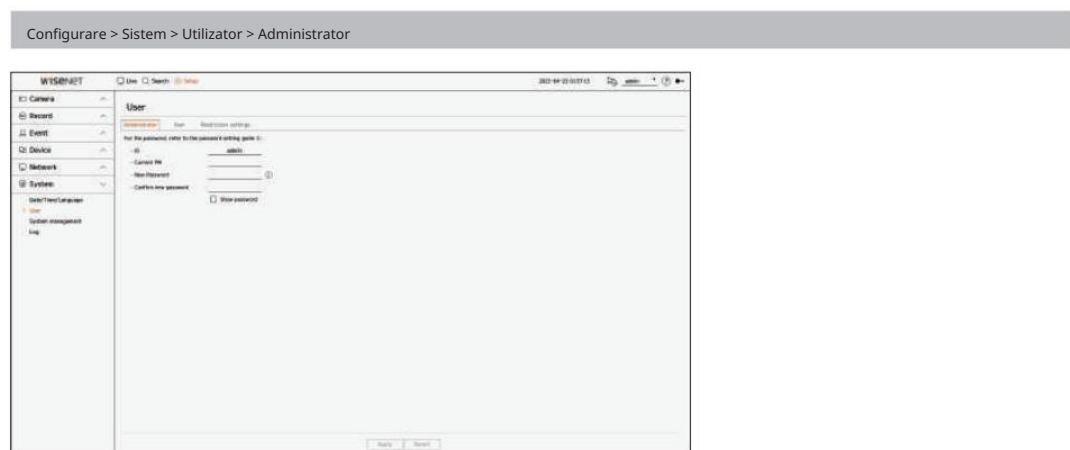 Configurare > Sistem > Utilizator > Administrator
WISENET
Live Search Setup
admin
Camera
Record
Event
Device
Network
System
Date/Time/Language
User
System management
Log
User
Administrator User Restriction settings
For the password, refer to the password setting guide
- ID admin
- Current PW
- New Password
- Confirm new password
Show password
Apply Revert